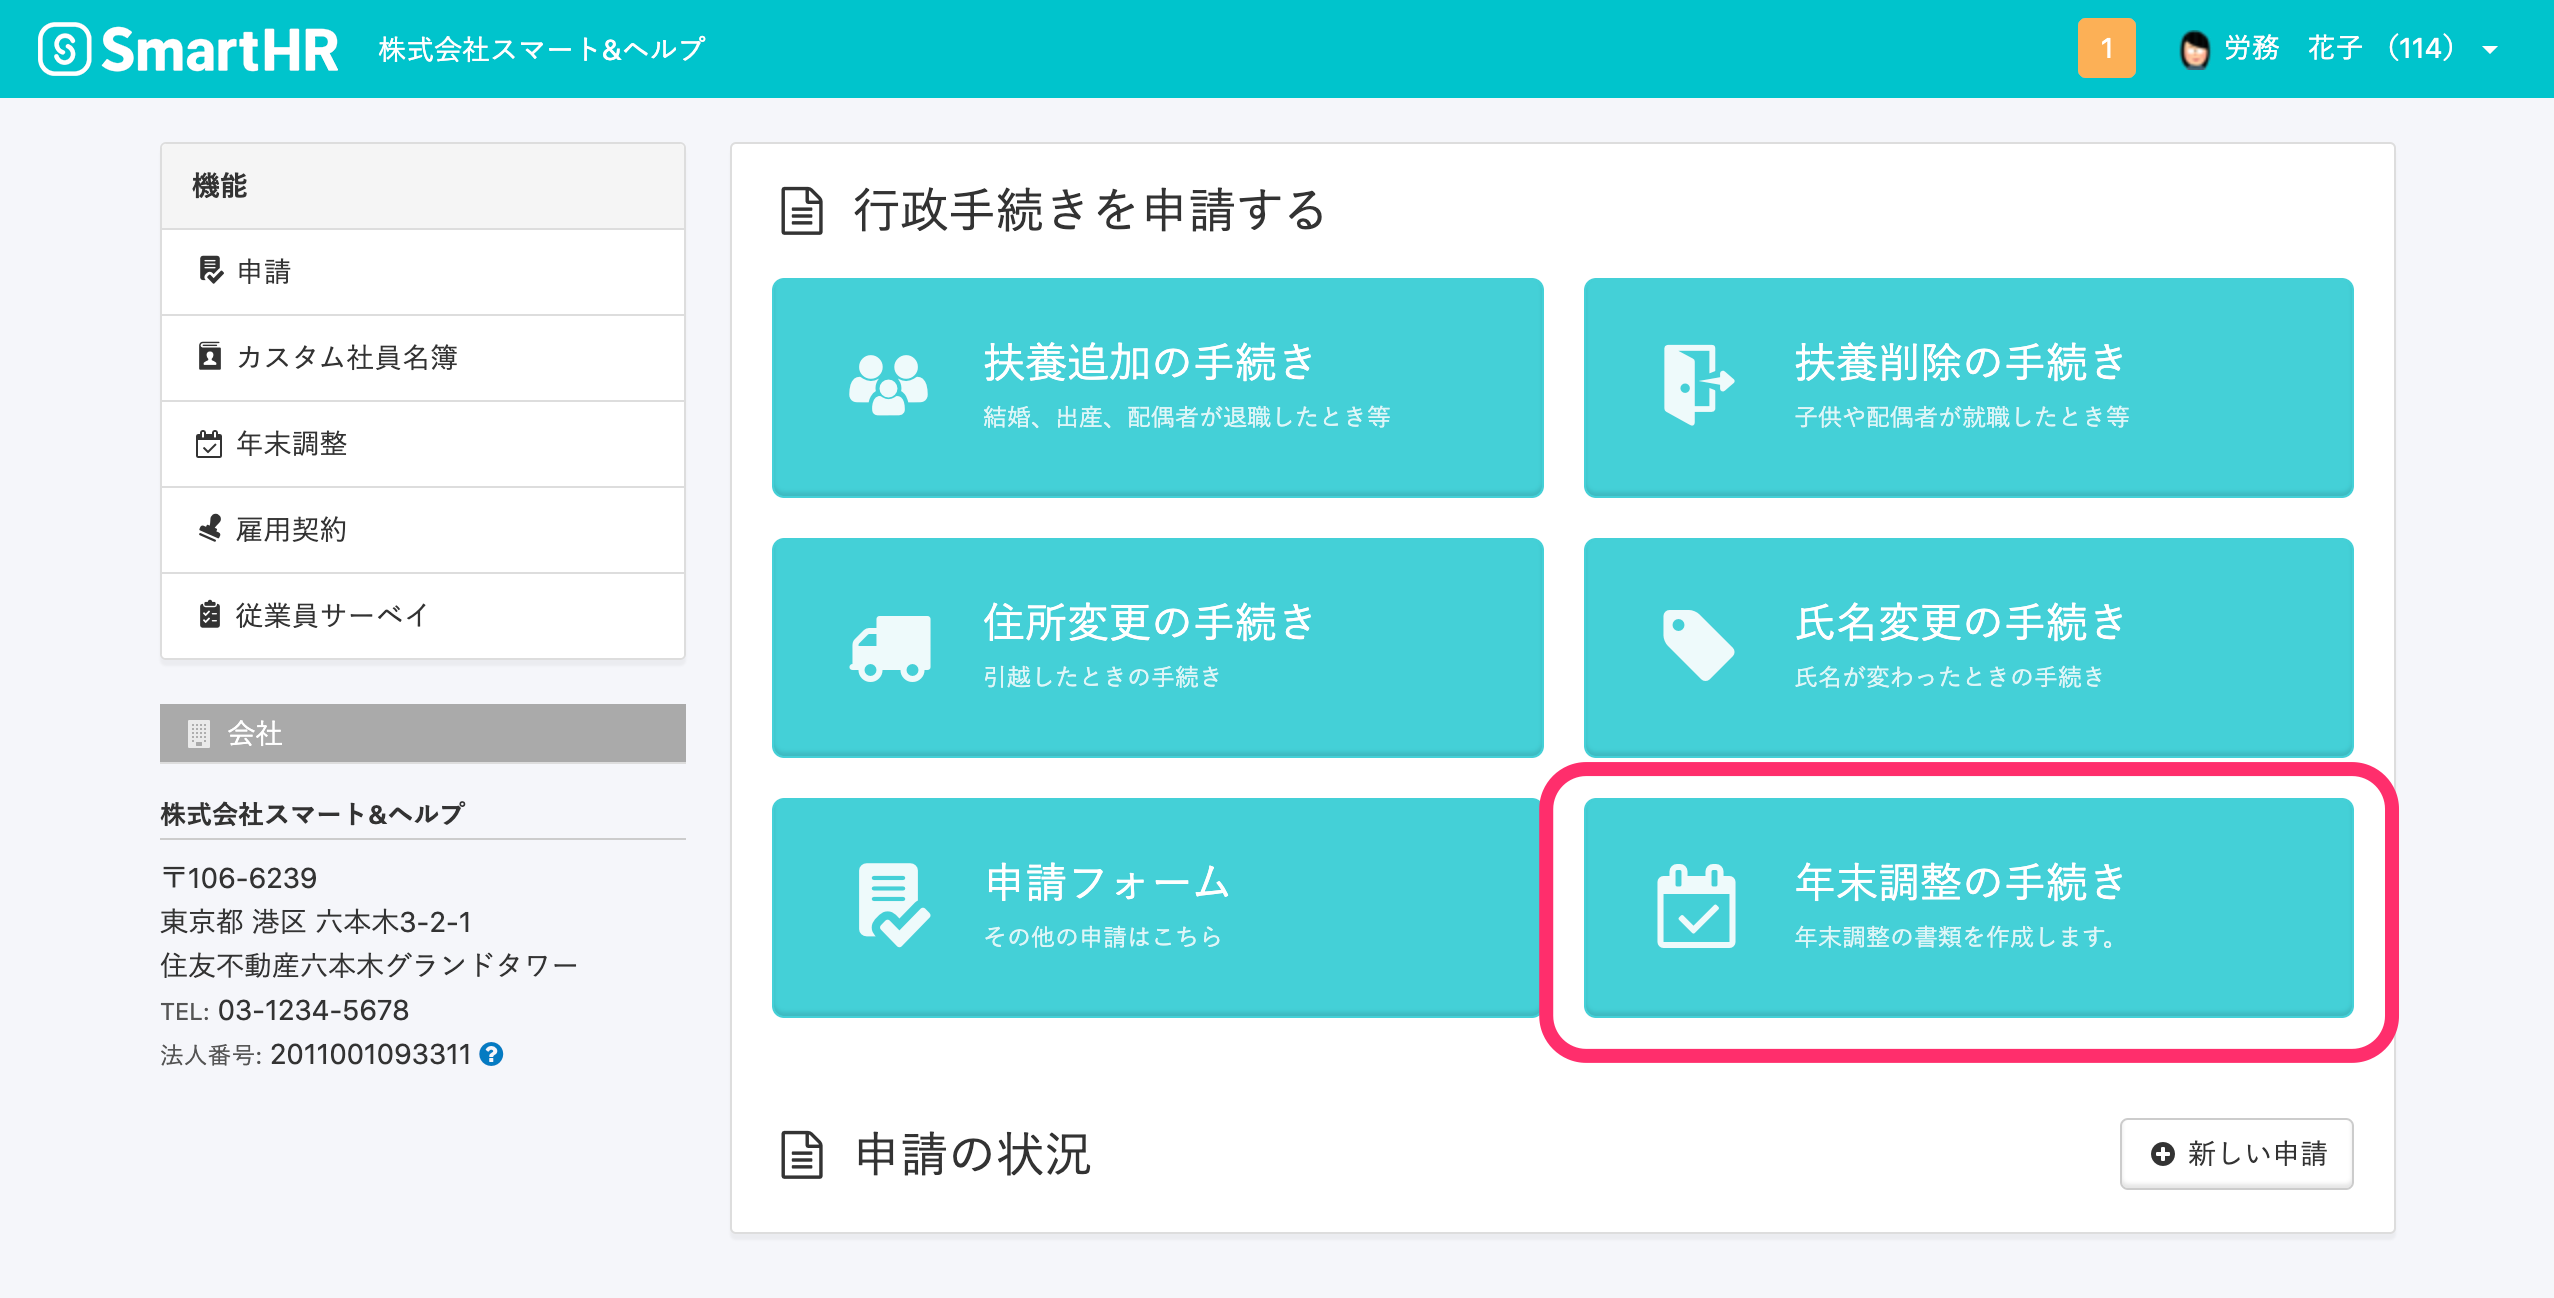 SmartHR 株式会社スマート&ヘルプ
1 労務 花子 （114）
機能
申請
カスタム社員名簿
年末調整
雇用契約
従業員サーベイ
会社
株式会社スマート&ヘルプ
〒106-6239
東京都 港区 六本木3-2-1
住友不動産六本木グランドタワー
TEL: 03-1234-5678
法人番号: 2011001093311 ?
行政手続きを申請する
扶養追加の手続き
結婚、出産、配偶者が退職したとき等
扶養削除の手続き
子供や配偶者が就職したとき等
住所変更の手続き
引越したときの手続き
氏名変更の手続き
氏名が変わったときの手続き
申請フォーム
その他の申請はこちら
年末調整の手続き
年末調整の書類を作成します。
申請の状況
新しい申請